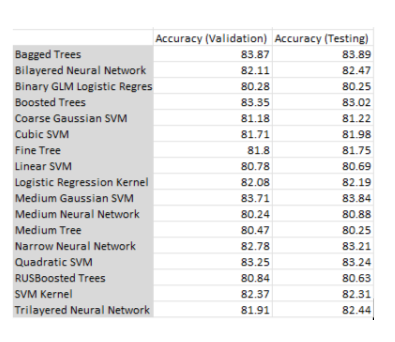 Accuracy (Validation) Accuracy (Testing)
Bagged Trees 83.87 83.89
Bilayered Neural Network 82.11 82.47
Binary GLM Logistic Regres 80.28 80.25
Boosted Trees 83.35 83.02
Coarse Gaussian SVM 81.18 81.22
Cubic SVM 81.71 81.98
Fine Tree 81.8 81.75
Linear SVM 80.78 80.69
Logistic Regression Kernel 82.08 82.19
Medium Gaussian SVM 83.71 83.84
Medium Neural Network 80.24 80.88
Medium Tree 80.47 80.25
Narrow Neural Network 82.78 83.21
Quadratic SVM 83.25 83.24
RUSBoosted Trees 80.84 80.63
SVM Kernel 82.37 82.31
Trilayered Neural Network 81.91 82.44